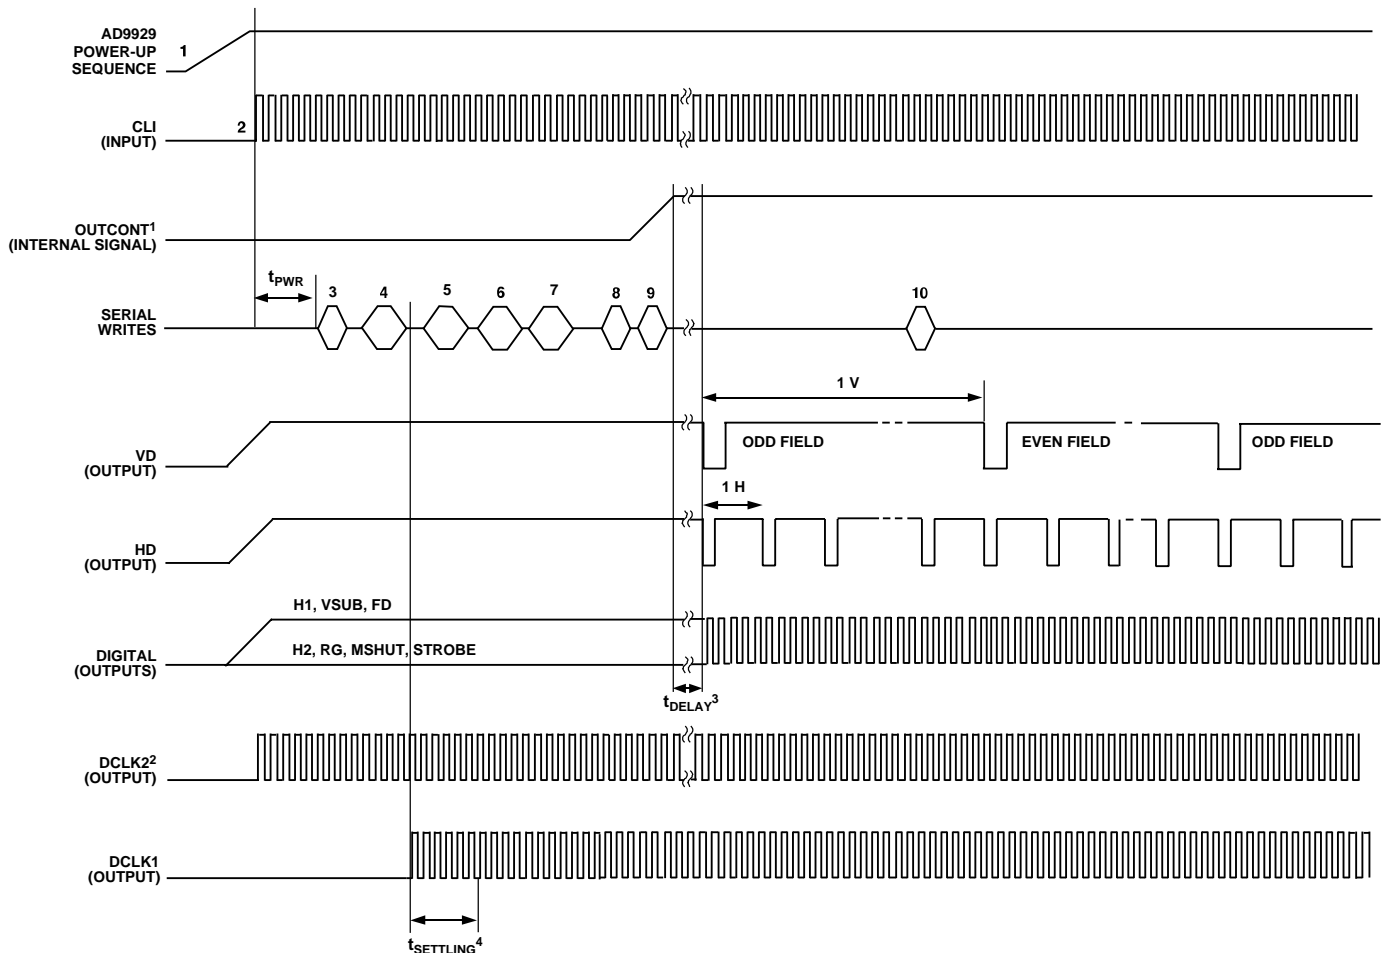 AD9929
POWER-UP
SEQUENCE
1
CLI
(INPUT)
2
OUTCONT1
(INTERNAL SIGNAL)
tPWR
3 4 5 6 7 8 9 10
SERIAL
WRITES
1 V
VD
(OUTPUT)
ODD FIELD
EVEN FIELD
ODD FIELD
1 H
HD
(OUTPUT)
H1, VSUB, FD
DIGITAL
(OUTPUTS)
H2, RG, MSHUT, STROBE
tDELAY3
DCLK22
(OUTPUT)
DCLK1
(OUTPUT)
tSETTLING4